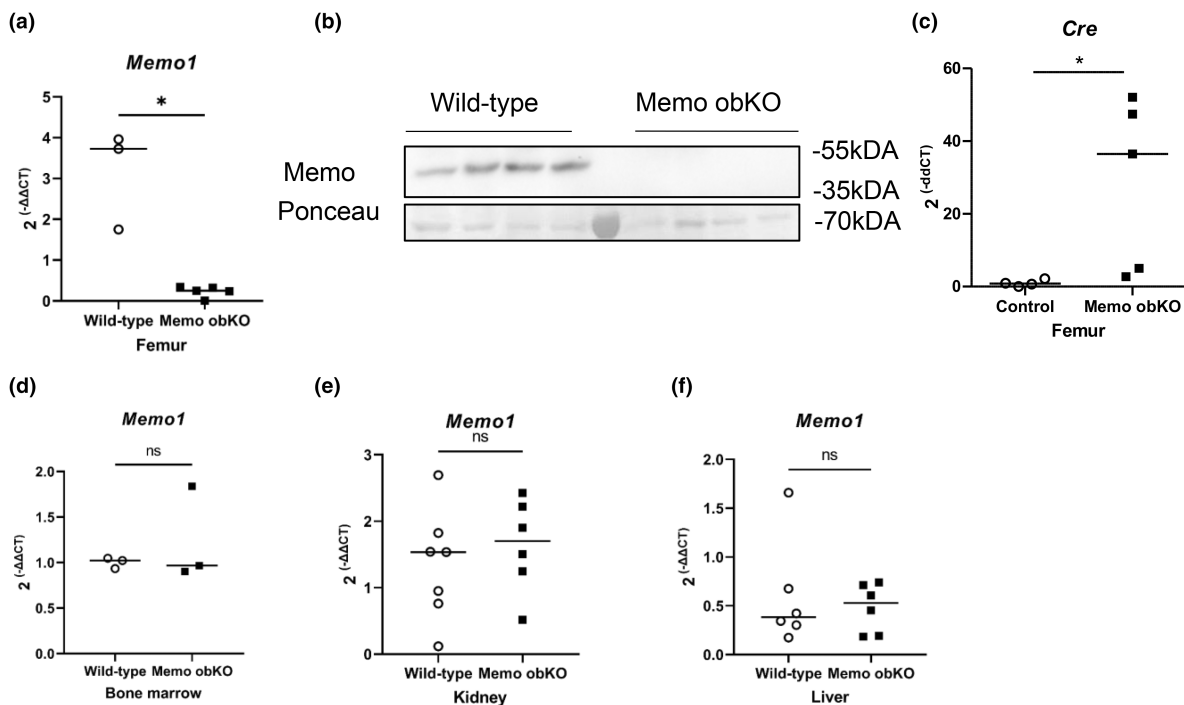 (a)
Memo1
*
5
4
3
2
1
0
2 (-ΔΔCT)
Wild-type Memo obKO
Femur
(b)
Wild-type Memo obKO
Memo
Ponceau
-55kDA
-35kDA
-70kDA
(c)
Cre
*
60
40
20
0
2 (-ddCT)
Control Memo obKO
Femur
(d)
Memo1
ns
2.0
1.5
1.0
0.5
0.0
2 (-ΔΔCT)
Wild-type Memo obKO
Bone marrow
(e)
Memo1
ns
3
2
1
0
2 (-ΔΔCT)
Wild-type Memo obKO
Kidney
(f)
Memo1
ns
2.0
1.5
1.0
0.5
0.0
2 (-ΔΔCT)
Wild-type Memo obKO
Liver